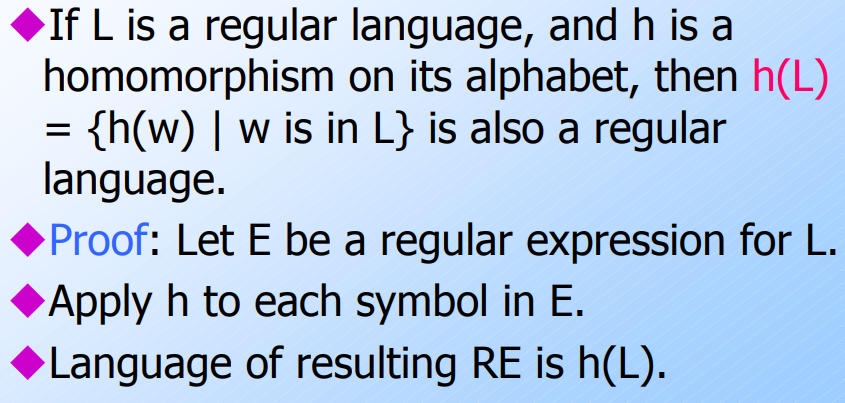 ◆If L is a regular language, and h is a
homomorphism on its alphabet, then h(L)
= {h(w) | w is in L} is also a regular
language.
◆Proof: Let E be a regular expression for L.
◆Apply h to each symbol in E.
◆Language of resulting RE is h(L).